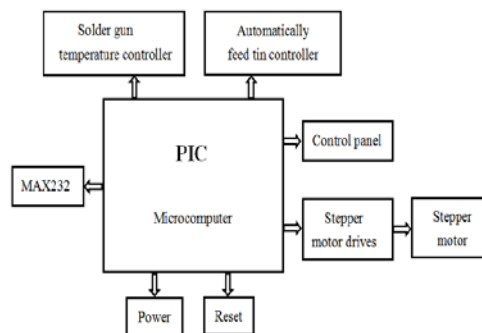 Solder gun
temperature controller
Automatically
feed tin controller
PIC
Microcomputer
Control panel
MAX232
Stepper
motor drives
Stepper
motor
Power
Reset